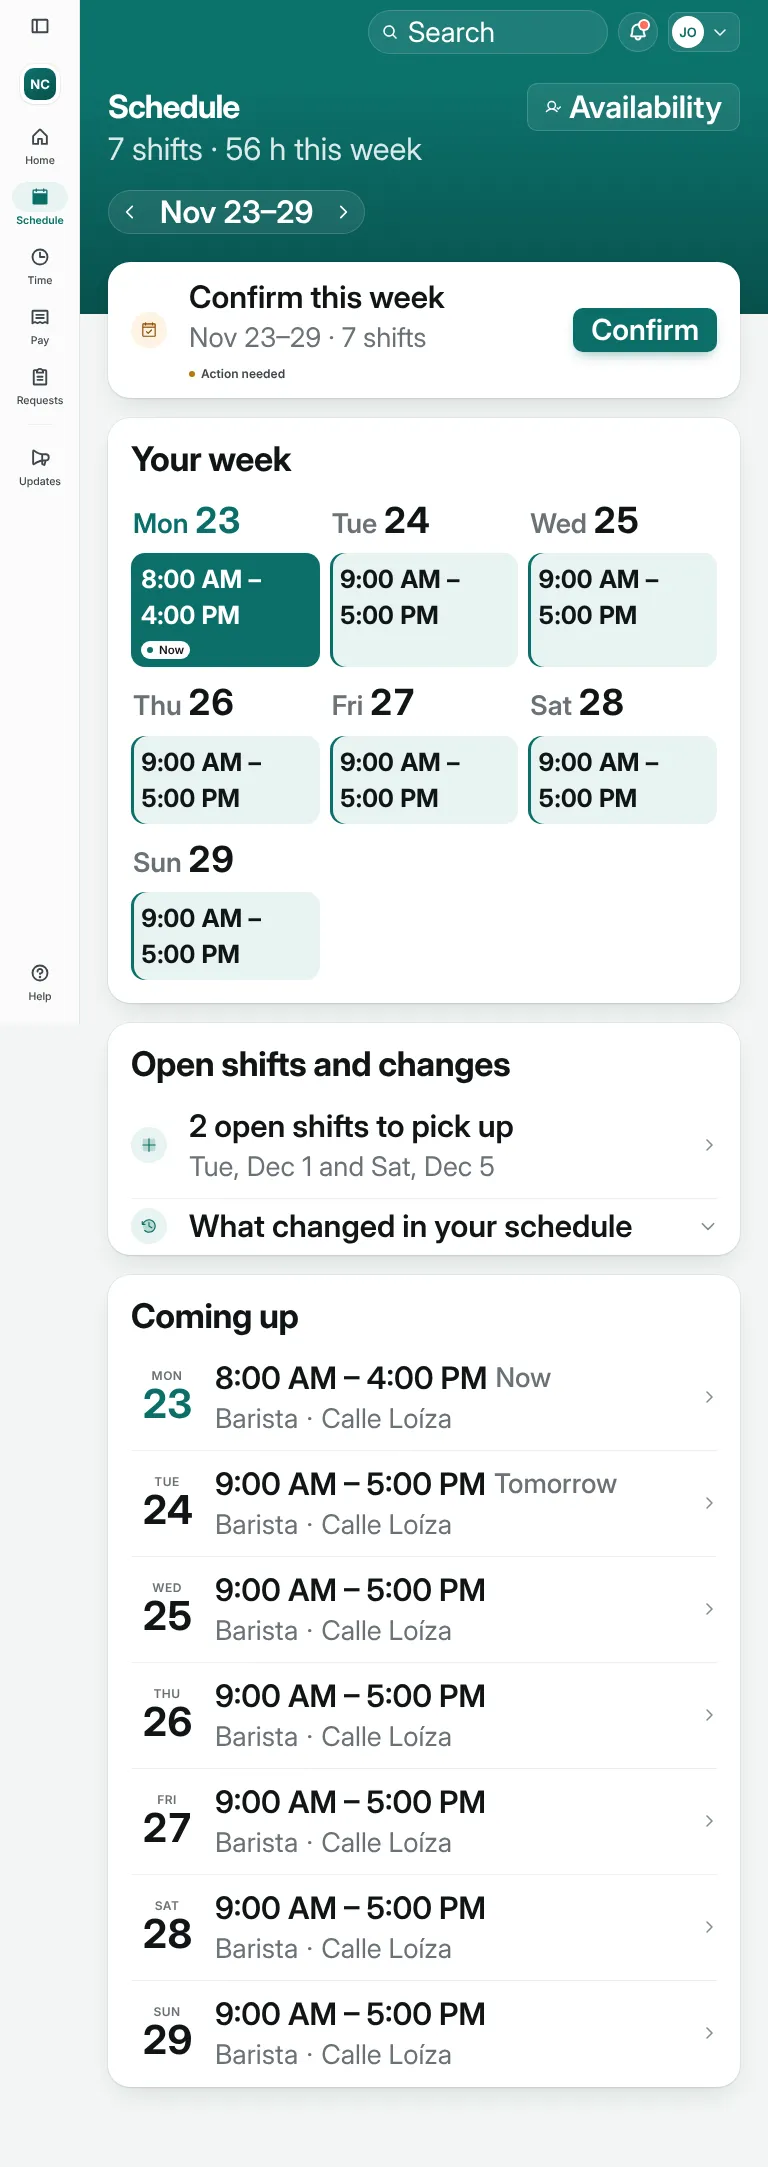 Search
JO
NC
Home
Schedule
Time
Pay
Requests
Updates
Help
Schedule
7 shifts · 56 h this week
Availability
Nov 23–29
Confirm this week
Nov 23–29 · 7 shifts
Action needed
Confirm
Your week
Mon 23
8:00 AM –
4:00 PM
Now
Tue 24
9:00 AM –
5:00 PM
Wed 25
9:00 AM –
5:00 PM
Thu 26
9:00 AM –
5:00 PM
Fri 27
9:00 AM –
5:00 PM
Sat 28
9:00 AM –
5:00 PM
Sun 29
9:00 AM –
5:00 PM
Open shifts and changes
2 open shifts to pick up
Tue, Dec 1 and Sat, Dec 5
What changed in your schedule
Coming up
MON
23
8:00 AM – 4:00 PM Now
Barista · Calle Loíza
TUE
24
9:00 AM – 5:00 PM Tomorrow
Barista · Calle Loíza
WED
25
9:00 AM – 5:00 PM
Barista · Calle Loíza
THU
26
9:00 AM – 5:00 PM
Barista · Calle Loíza
FRI
27
9:00 AM – 5:00 PM
Barista · Calle Loíza
SAT
28
9:00 AM – 5:00 PM
Barista · Calle Loíza
SUN
29
9:00 AM – 5:00 PM
Barista · Calle Loíza